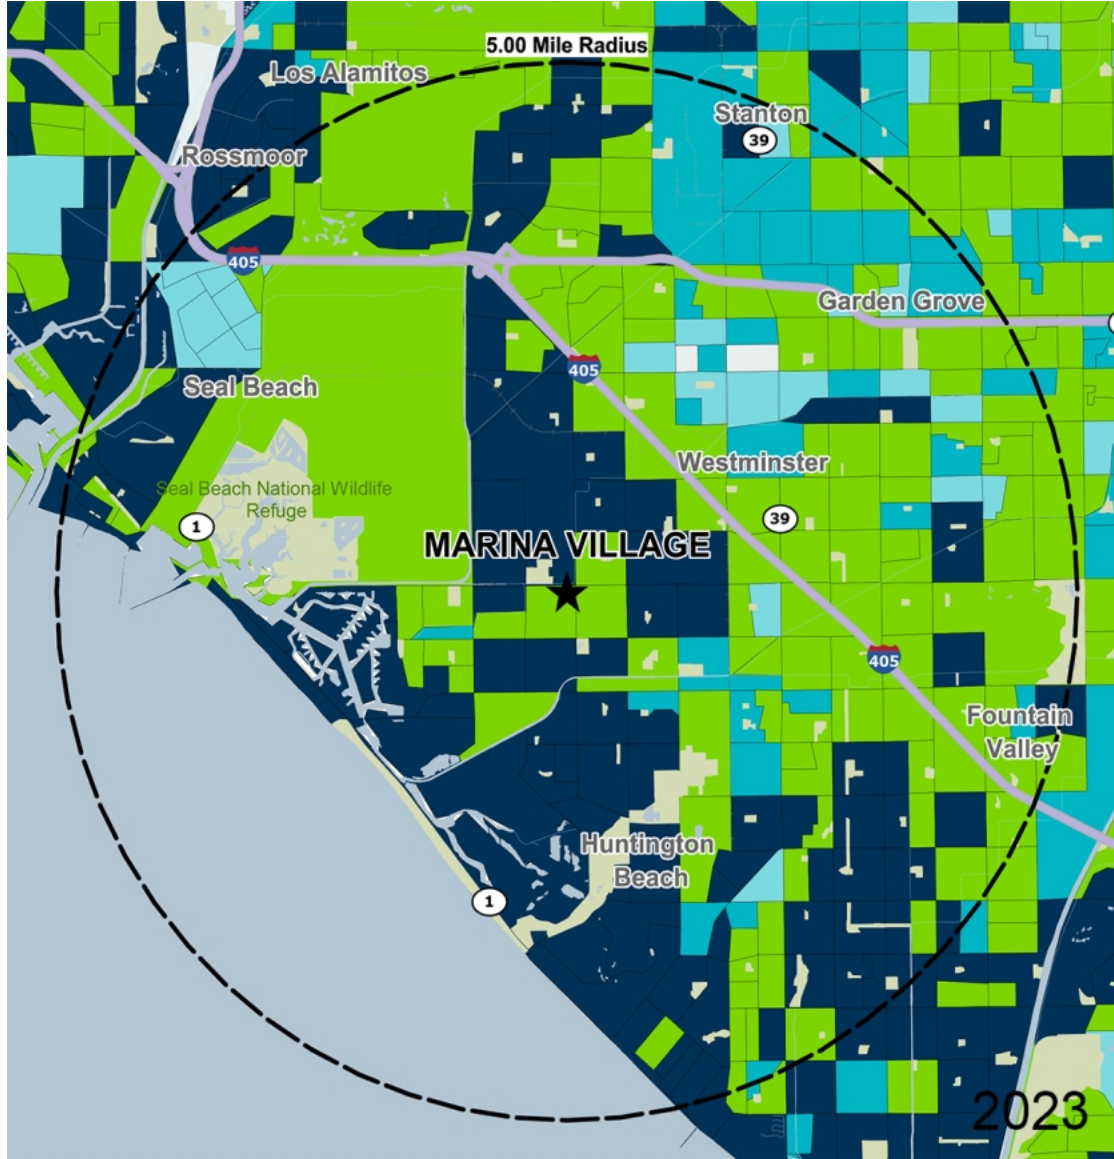 5.00 Mile Radius
Los Alamitos
Stanton
39
Rossmoor
405
Garden Grove
405
Seal Beach
Westminster
Seal Beach National Wildlife
Refuge
1
39
MARINA VILLAGE
405
Fountain
Valley
Huntington
Beach
1
2023